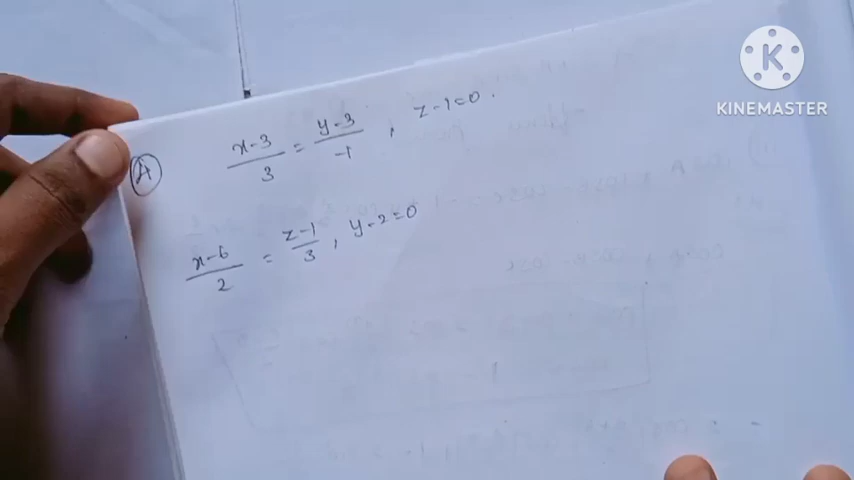 K
KINEMASTER
A
x-3/3 = y-3/-1 , z-1=0.
x-6/2 = z-1/3 , y-2=0